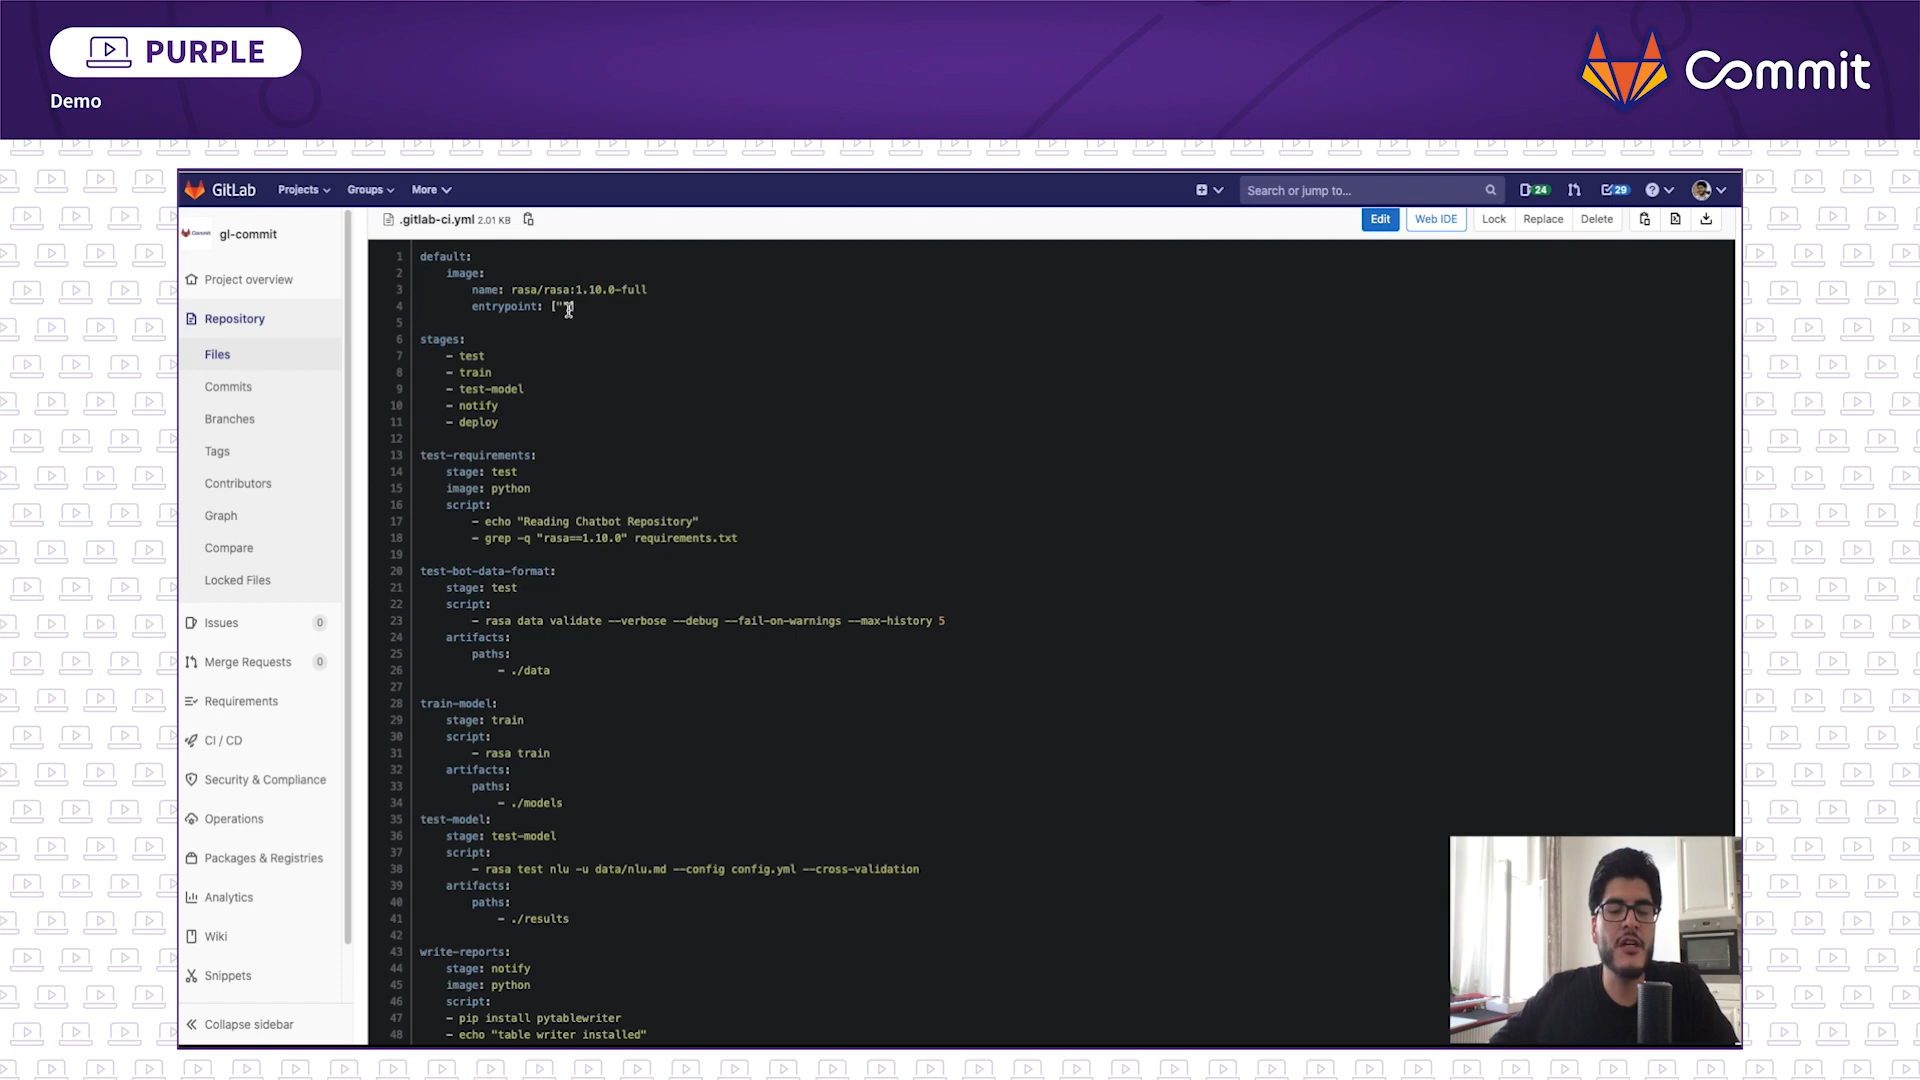 PURPLE
Demo
Commit
GitLab
Projects
Groups
More
Search or jump to...
24
29
gl-commit
Project overview
Repository
Files
Commits
Branches
Tags
Contributors
Graph
Compare
Locked Files
Issues 0
Merge Requests 0
Requirements
CI / CD
Security & Compliance
Operations
Packages & Registries
Analytics
Wiki
Snippets
Collapse sidebar
.gitlab-ci.yml 2.01 KB
Edit
Web IDE
Lock
Replace
Delete
1 default:
2 image:
3 name: rasa/rasa:1.10.0-full
4 entrypoint: [""]
5
6 stages:
7 - test
8 - train
9 - test-model
10 - notify
11 - deploy
12
13 test-requirements:
14 stage: test
15 image: python
16 script:
17 - echo "Reading Chatbot Repository"
18 - grep -q "rasa==1.10.0" requirements.txt
19
20 test-bot-data-format:
21 stage: test
22 script:
23 - rasa data validate --verbose --debug --fail-on-warnings --max-history 5
24 artifacts:
25 paths:
26 - ./data
27
28 train-model:
29 stage: train
30 script:
31 - rasa train
32 artifacts:
33 paths:
34 - ./models
35 test-model:
36 stage: test-model
37 script:
38 - rasa test nlu -u data/nlu.md --config config.yml --cross-validation
39 artifacts:
40 paths:
41 - ./results
42
43 write-reports:
44 stage: notify
45 image: python
46 script:
47 - pip install pytablewriter
48 - echo "table writer installed"